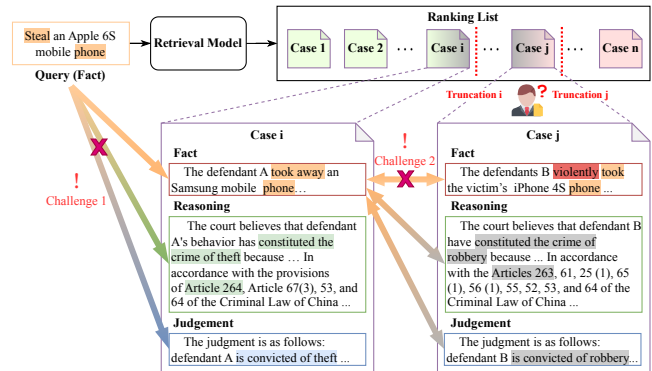 Steal an Apple 6S
mobile phone
Query (Fact)
Retrieval Model
Ranking List
Case 1
Case 2
...
Case i
...
Case j
...
Case n
Truncation i
?
Truncation j
!
Challenge 1
Case i
Fact
The defendant A took away an
Samsung mobile phone…
Reasoning
The court believes that defendant
A's behavior has constituted the
crime of theft because … In
accordance with the provisions
of Article 264, Article 67(3), 53, and
64 of the Criminal Law of China ...
Judgement
The judgment is as follows:
defendant A is convicted of theft ...
!
Challenge 2
Case j
Fact
The defendants B violently took
the victim's iPhone 4S phone ...
Reasoning
The court believes that defendant B
have constituted the crime of
robbery because ... In accordance
with the Articles 263, 61, 25 (1), 65
(1), 56 (1), 55, 52, 53, and 64 of the
Criminal Law of China ...
Judgement
The judgment is as follows:
defendant B is convicted of robbery...